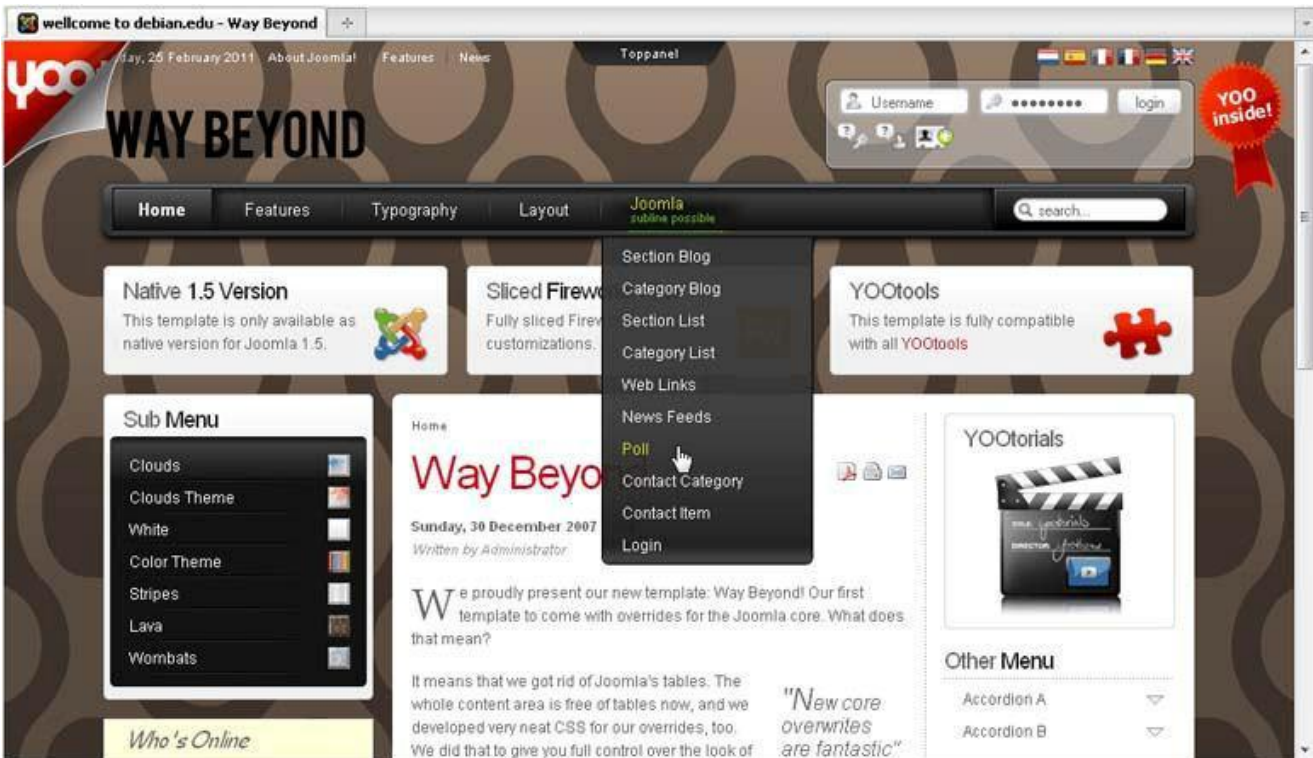 wellcome to debian.edu - Way Beyond
day, 25 February 2011 About Joomla! Features News
Toppanel
YOO
WAY BEYOND
Username
login
YOO
inside!
Home Features Typography Layout Joomla
subline possible
search...
Section Blog
Category Blog
Section List
Category List
Web Links
News Feeds
Poll
Contact Category
Contact Item
Login
Native 1.5 Version
This template is only available as
native version for Joomla 1.5.
Sliced Firewo
Fully sliced Firew
customizations.
YOOtools
This template is fully compatible
with all YOOtools
Sub Menu
Clouds
Clouds Theme
White
Color Theme
Stripes
Lava
Wombats
Who's Online
Home
Way Beyo
Sunday, 30 December 2007
Written by Administrator
We proudly present our new template: Way Beyond! Our first
template to come with overrides for the Joomla core. What does
that mean?
It means that we got rid of Joomla's tables. The
whole content area is free of tables now, and we
developed very neat CSS for our overrides, too.
We did that to give you full control over the look of
"New core
overwrites
are fantastic"
YOOtorials
TITLE yootorials
DIRECTOR
Other Menu
Accordion A
Accordion B